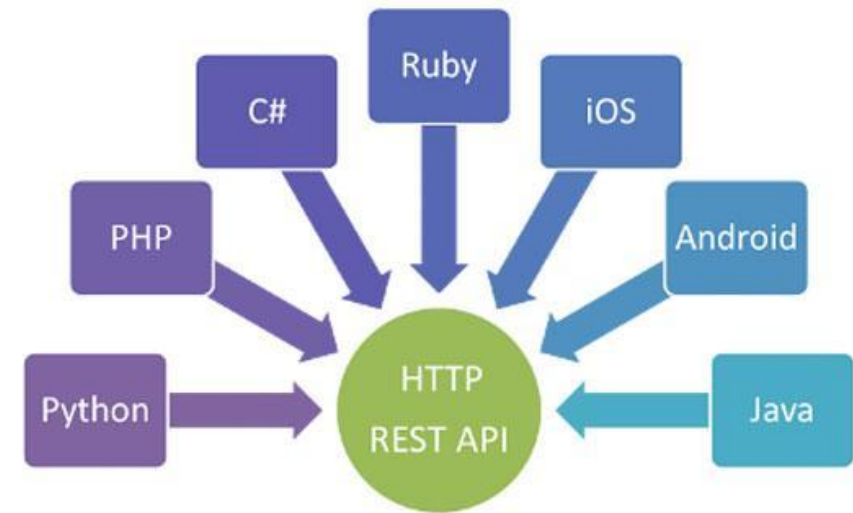 Ruby
C#
iOS
PHP
Android
Python
HTTP
REST API
Java